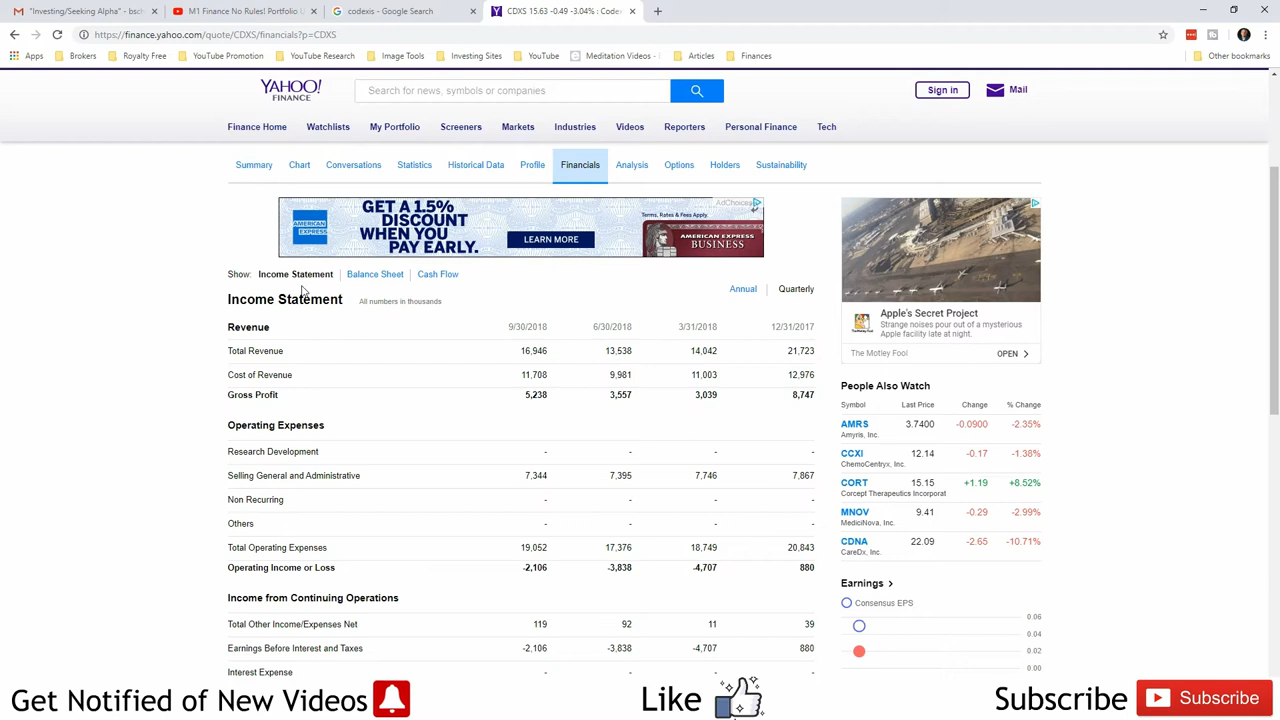 "Investing/Seeking Alpha" - bsch
M1 Finance No Rules! Portfolio U
codexis - Google Search
CDXS 15.63 -0.49 -3.04% : Codex
https://finance.yahoo.com/quote/CDXS/financials?p=CDXS
Apps Brokers Royalty Free YouTube Promotion YouTube Research Image Tools Investing Sites YouTube Meditation Videos - Articles Finances Other bookmarks
YAHOO!
FINANCE
Search for news, symbols or companies
Sign in
Mail
Finance Home Watchlists My Portfolio Screeners Markets Industries Videos Reporters Personal Finance Tech
Summary Chart Conversations Statistics Historical Data Profile Financials Analysis Options Holders Sustainability
GET A 1.5%
DISCOUNT
WHEN YOU
PAY EARLY.
AMERICAN
EXPRESS
LEARN MORE
AdChoices
Terms, Rates & Fees Apply.
AMERICAN EXPRESS
BUSINESS
Show: Income Statement Balance Sheet Cash Flow
Annual Quarterly
Income Statement All numbers in thousands
Revenue 9/30/2018 6/30/2018 3/31/2018 12/31/2017
Total Revenue 16,946 13,538 14,042 21,723
Cost of Revenue 11,708 9,981 11,003 12,976
Gross Profit 5,238 3,557 3,039 8,747
Operating Expenses
Research Development - - - -
Selling General and Administrative 7,344 7,395 7,746 7,867
Non Recurring - - - -
Others - - - -
Total Operating Expenses 19,052 17,376 18,749 20,843
Operating Income or Loss -2,106 -3,838 -4,707 880
Income from Continuing Operations
Total Other Income/Expenses Net 119 92 11 39
Earnings Before Interest and Taxes -2,106 -3,838 -4,707 880
Interest Expense - - - -
Apple's Secret Project
Strange noises pour out of a mysterious
Apple facility late at night.
The Motley Fool OPEN
People Also Watch
Symbol Last Price Change % Change
AMRS 3.7400 -0.0900 -2.35%
Amyris, Inc.
CCXI 12.14 -0.17 -1.38%
ChemoCentryx, Inc.
CORT 15.15 +1.19 +8.52%
Corcept Therapeutics Incorporat
MNOV 9.41 -0.29 -2.99%
MediciNova, Inc.
CDNA 22.09 -2.65 -10.71%
CareDx, Inc.
Earnings
Consensus EPS
0.06
0.04
0.02
0.00
Get Notified of New Videos
Like
Subscribe
Subscribe